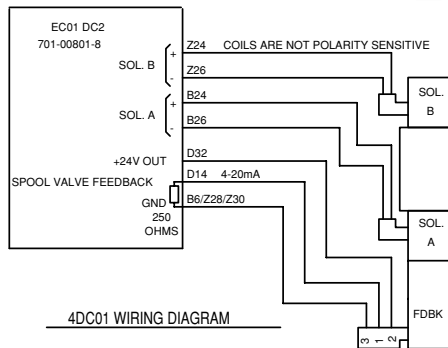 EC01 DC2
701-00801-8
Z24 COILS ARE NOT POLARITY SENSITIVE
+
SOL. B
Z26
-
SOL.
B
B24
+
SOL. A
B26
-
D32
+24V OUT
D14 4-20mA
SPOOL VALVE FEEDBACK
B6/Z28/Z30
GND
250
OHMS
SOL.
A
FDBK
4DC01 WIRING DIAGRAM
3 1 2